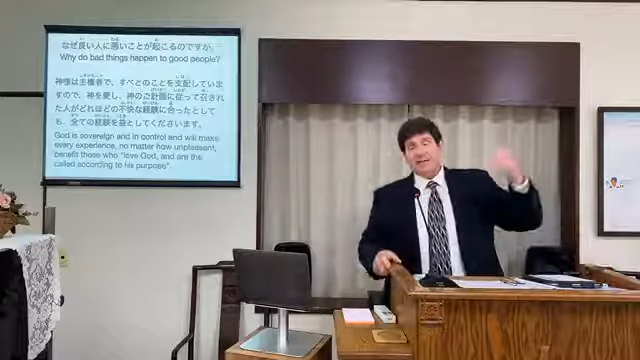 なぜ良い人に悪いことが起こるのですか。
Why do bad things happen to good people?
神様は主権者で、すべてのことを支配していま
すので、神を愛し、神のご計画に従って召され
た人がどれほどの不快な経験に合ったとして
も、全ての経験を益としてくださいます。
God is sovereign and in control and will make
every experience, no matter how unpleasant,
benefits those who "love God, and are the
called according to his purpose".